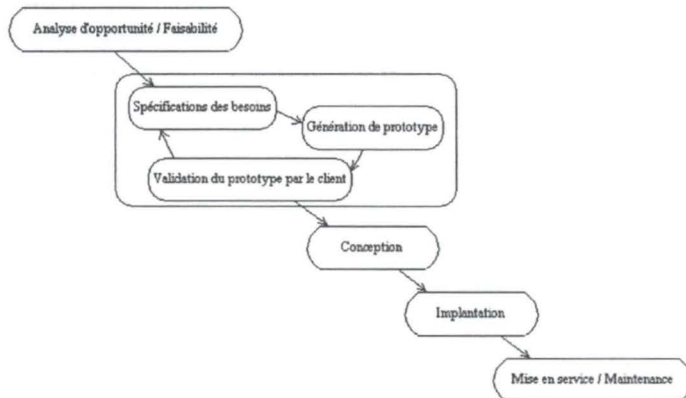 Analyse d'opportunité / Faisabilité
Spécifications des besoins
Génération de prototype
Validation du prototype par le client
Conception
Implantation
Mise en service / Maintenance